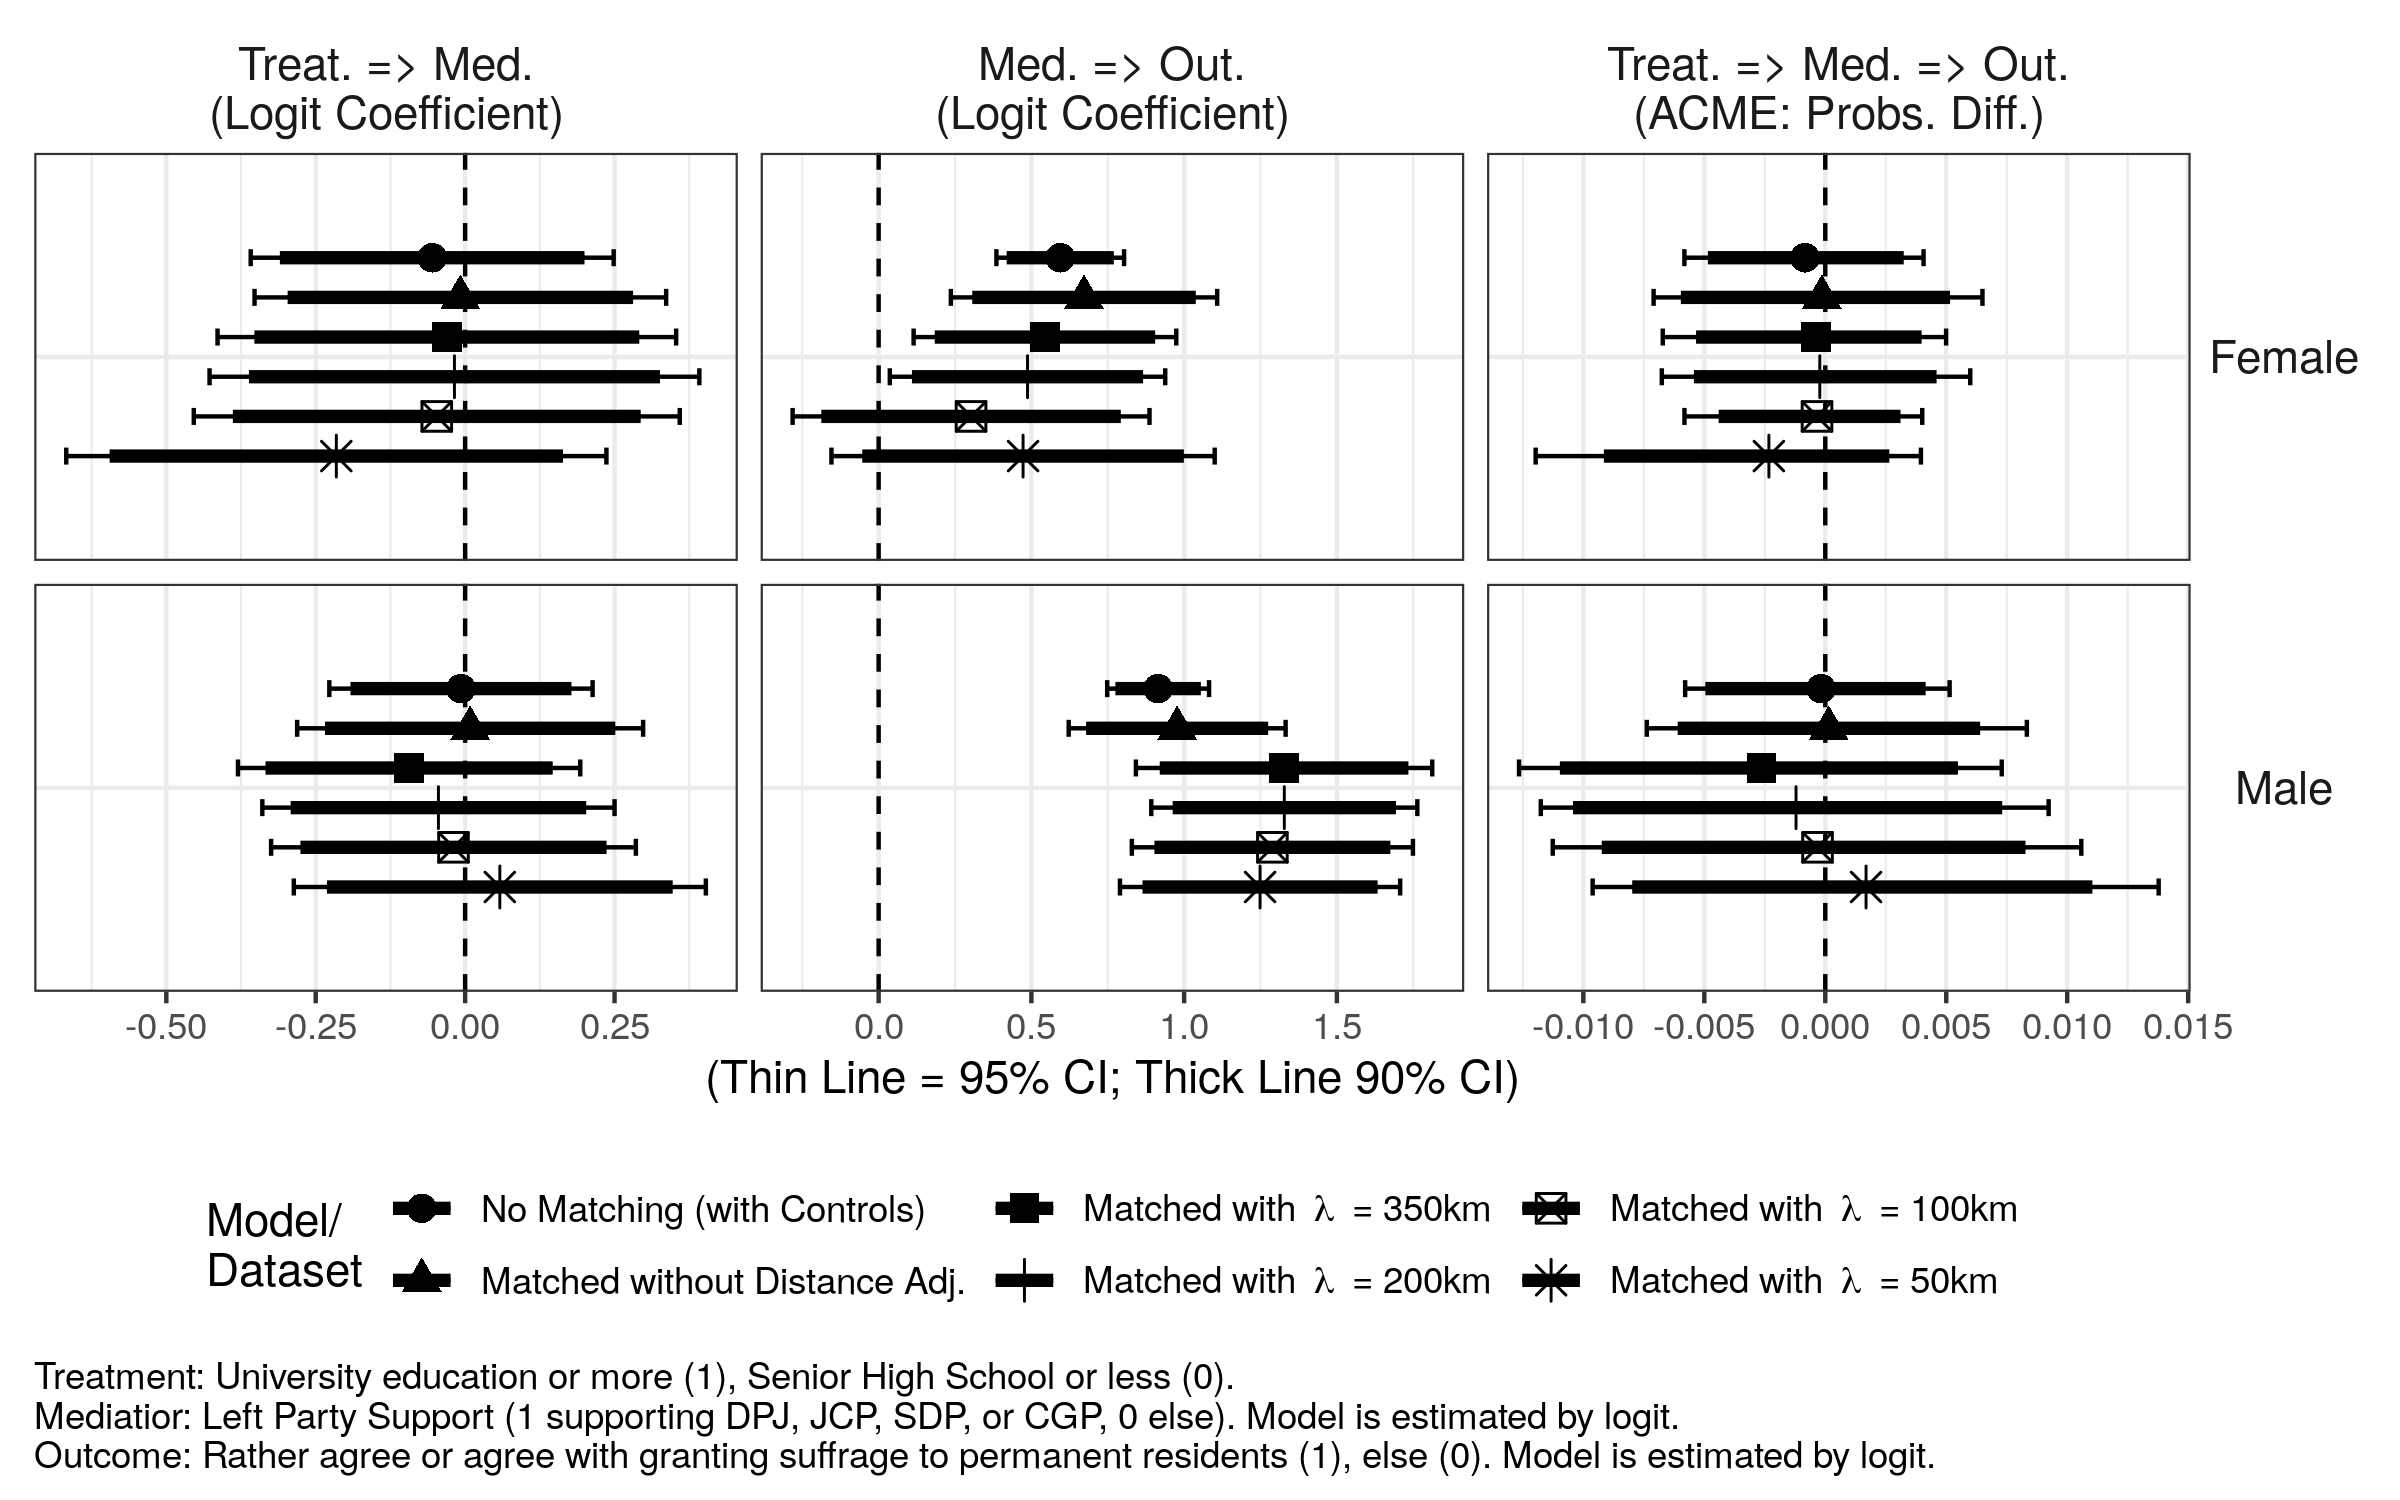 Treat. => Med.
(Logit Coefficient)
Med. => Out.
(Logit Coefficient)
Treat. => Med. => Out.
(ACME: Probs. Diff.)
Female
Male
-0.50 -0.25 0.00 0.25
0.0 0.5 1.0 1.5
-0.010 -0.005 0.000 0.005 0.010 0.015
(Thin Line = 95% CI; Thick Line 90% CI)
Model/
Dataset
No Matching (with Controls)
Matched without Distance Adj.
Matched with λ = 350km
Matched with λ = 200km
Matched with λ = 100km
Matched with λ = 50km
Treatment: University education or more (1), Senior High School or less (0).
Mediatior: Left Party Support (1 supporting DPJ, JCP, SDP, or CGP, 0 else). Model is estimated by logit.
Outcome: Rather agree or agree with granting suffrage to permanent residents (1), else (0). Model is estimated by logit.